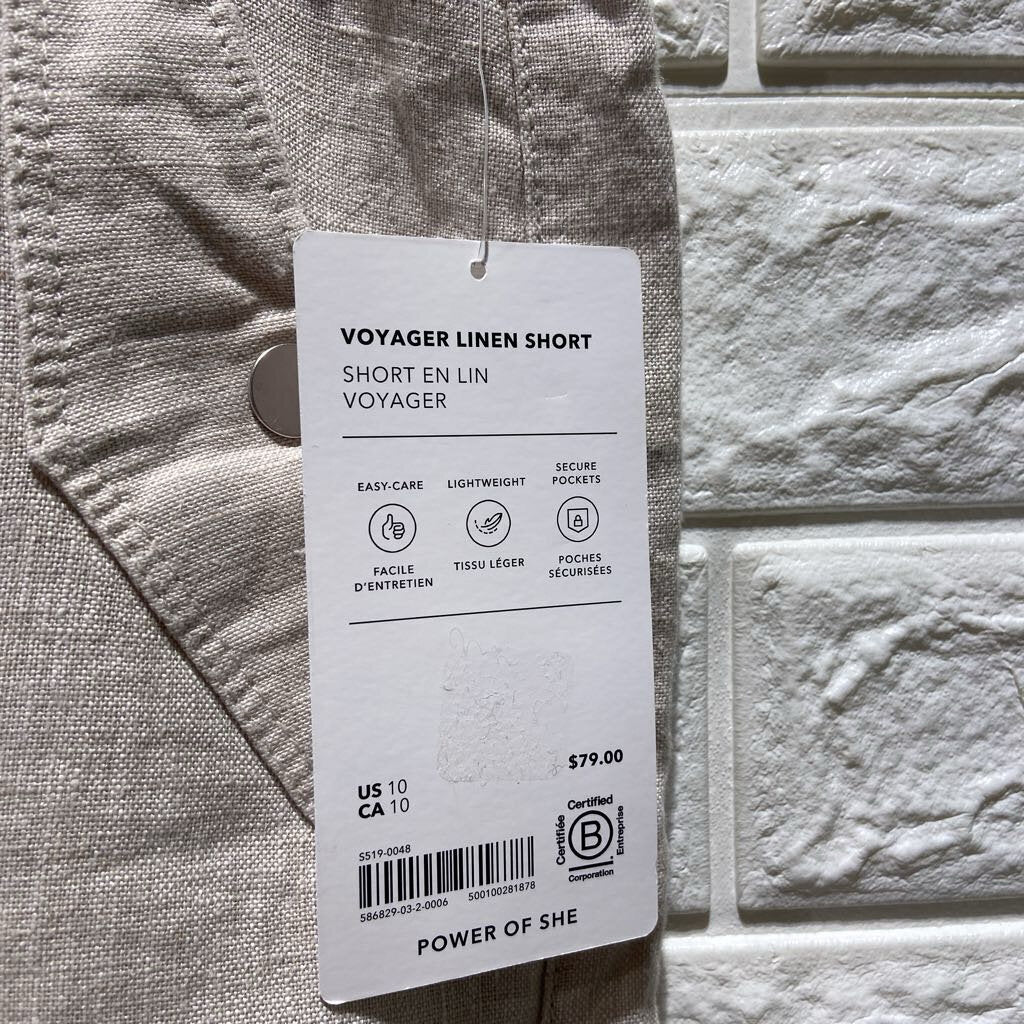 VOYAGER LINEN SHORT
SHORT EN LIN
VOYAGER
EASY-CARE
LIGHTWEIGHT
SECURE
POCKETS
FACILE
D'ENTRETIEN
TISSU LÉGER
POCHES
SÉCURISÉES
$79.00
US 10
CA 10
Certified
Certifiée
B
Entreprise
Corporation
S519-0048
586829-03-2-0006 500100281878
POWER OF SHE